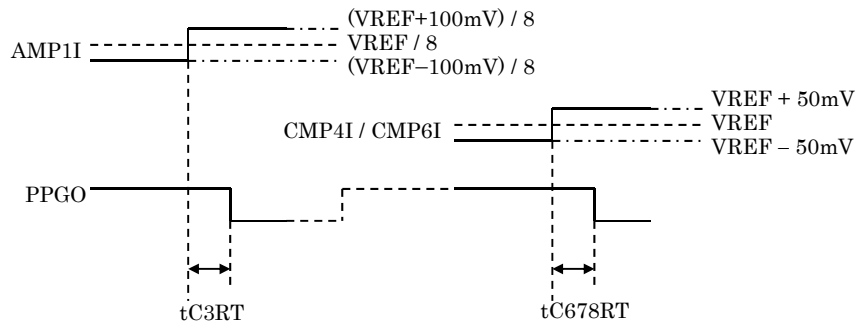 (VREF+100mV) / 8
AMP1I
VREF / 8
(VREF−100mV) / 8
VREF + 50mV
CMP4I / CMP6I
VREF
VREF – 50mV
PPGO
tC3RT
tC678RT